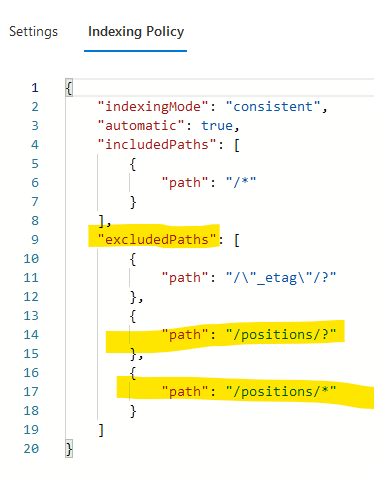 Settings Indexing Policy
1 {
2 "indexingMode": "consistent",
3 "automatic": true,
4 "includedPaths": [
5 {
6 "path": "/*"
7 }
8 ],
9 "excludedPaths": [
10 {
11 "path": "/\"_etag\"/?"
12 },
13 {
14 "path": "/positions/?"
15 },
16 {
17 "path": "/positions/*"
18 }
19 ]
20 }